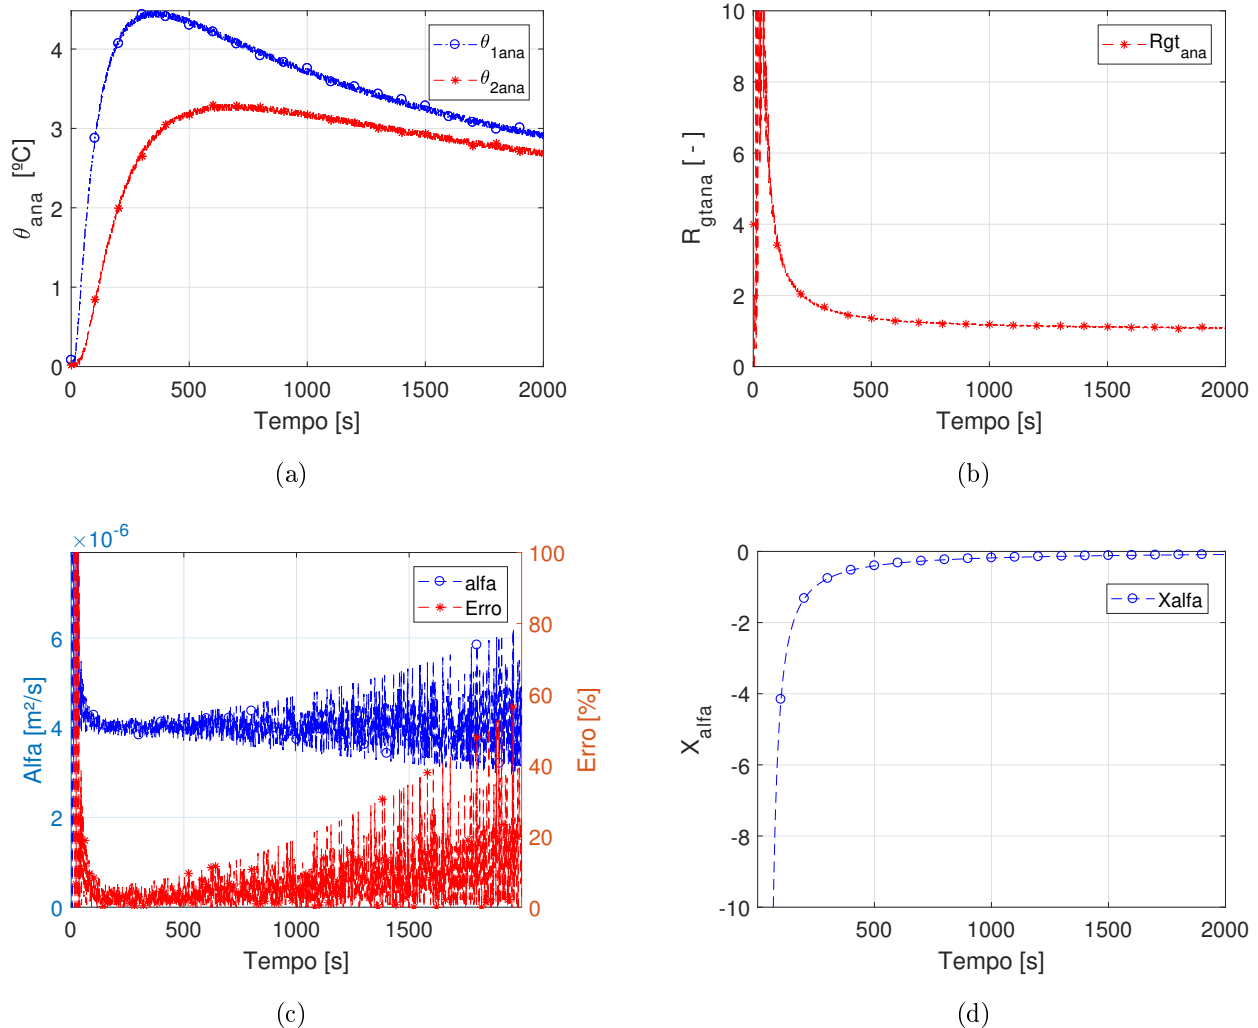 4
3
2
1
0
θana [ºC]
θ1ana
θ2ana
0 500 1000 1500 2000
Tempo [s]
(a)
10
8
6
4
2
0
Rgtana [ - ]
Rgtana
0 500 1000 1500 2000
Tempo [s]
(b)
×10-6
6
4
2
0
Alfa [m²/s]
alfa
Erro
100
80
60
40
20
0
Erro [%]
0 500 1000 1500
Tempo [s]
(c)
0
-2
-4
-6
-8
-10
Xalfa
Xalfa
500 1000 1500 2000
Tempo [s]
(d)